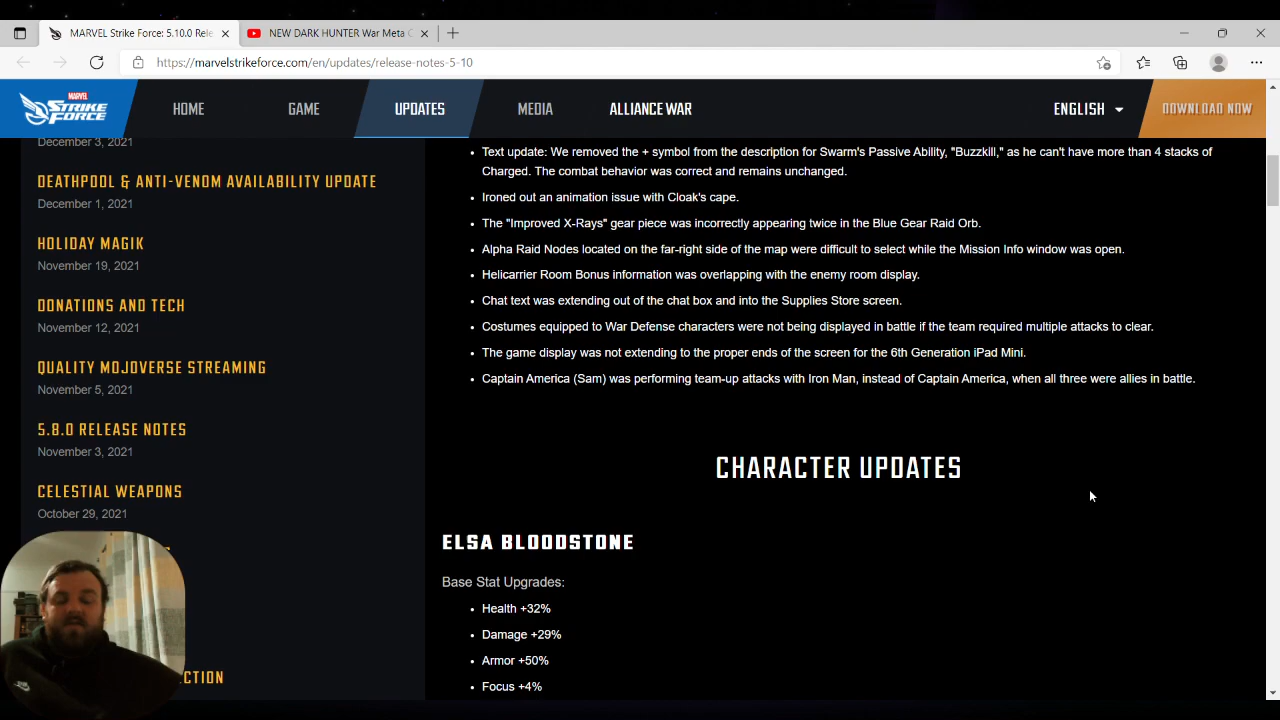 MARVEL Strike Force: 5.10.0 Rele
NEW DARK HUNTER War Meta
https://marvelstrikeforce.com/en/updates/release-notes-5-10
MARVEL
STRIKE
FORCE
HOME
GAME
UPDATES
MEDIA
ALLIANCE WAR
ENGLISH
DOWNLOAD NOW
December 3, 2021
DEATHPOOL & ANTI-VENOM AVAILABILITY UPDATE
December 1, 2021
HOLIDAY MAGIK
November 19, 2021
DONATIONS AND TECH
November 12, 2021
QUALITY MOJOVERSE STREAMING
November 5, 2021
5.8.0 RELEASE NOTES
November 3, 2021
CELESTIAL WEAPONS
October 29, 2021
CTION
• Text update: We removed the + symbol from the description for Swarm's Passive Ability, "Buzzkill," as he can't have more than 4 stacks of
Charged. The combat behavior was correct and remains unchanged.
• Ironed out an animation issue with Cloak's cape.
• The "Improved X-Rays" gear piece was incorrectly appearing twice in the Blue Gear Raid Orb.
• Alpha Raid Nodes located on the far-right side of the map were difficult to select while the Mission Info window was open.
• Helicarrier Room Bonus information was overlapping with the enemy room display.
• Chat text was extending out of the chat box and into the Supplies Store screen.
• Costumes equipped to War Defense characters were not being displayed in battle if the team required multiple attacks to clear.
• The game display was not extending to the proper ends of the screen for the 6th Generation iPad Mini.
• Captain America (Sam) was performing team-up attacks with Iron Man, instead of Captain America, when all three were allies in battle.
CHARACTER UPDATES
ELSA BLOODSTONE
Base Stat Upgrades:
• Health +32%
• Damage +29%
• Armor +50%
• Focus +4%